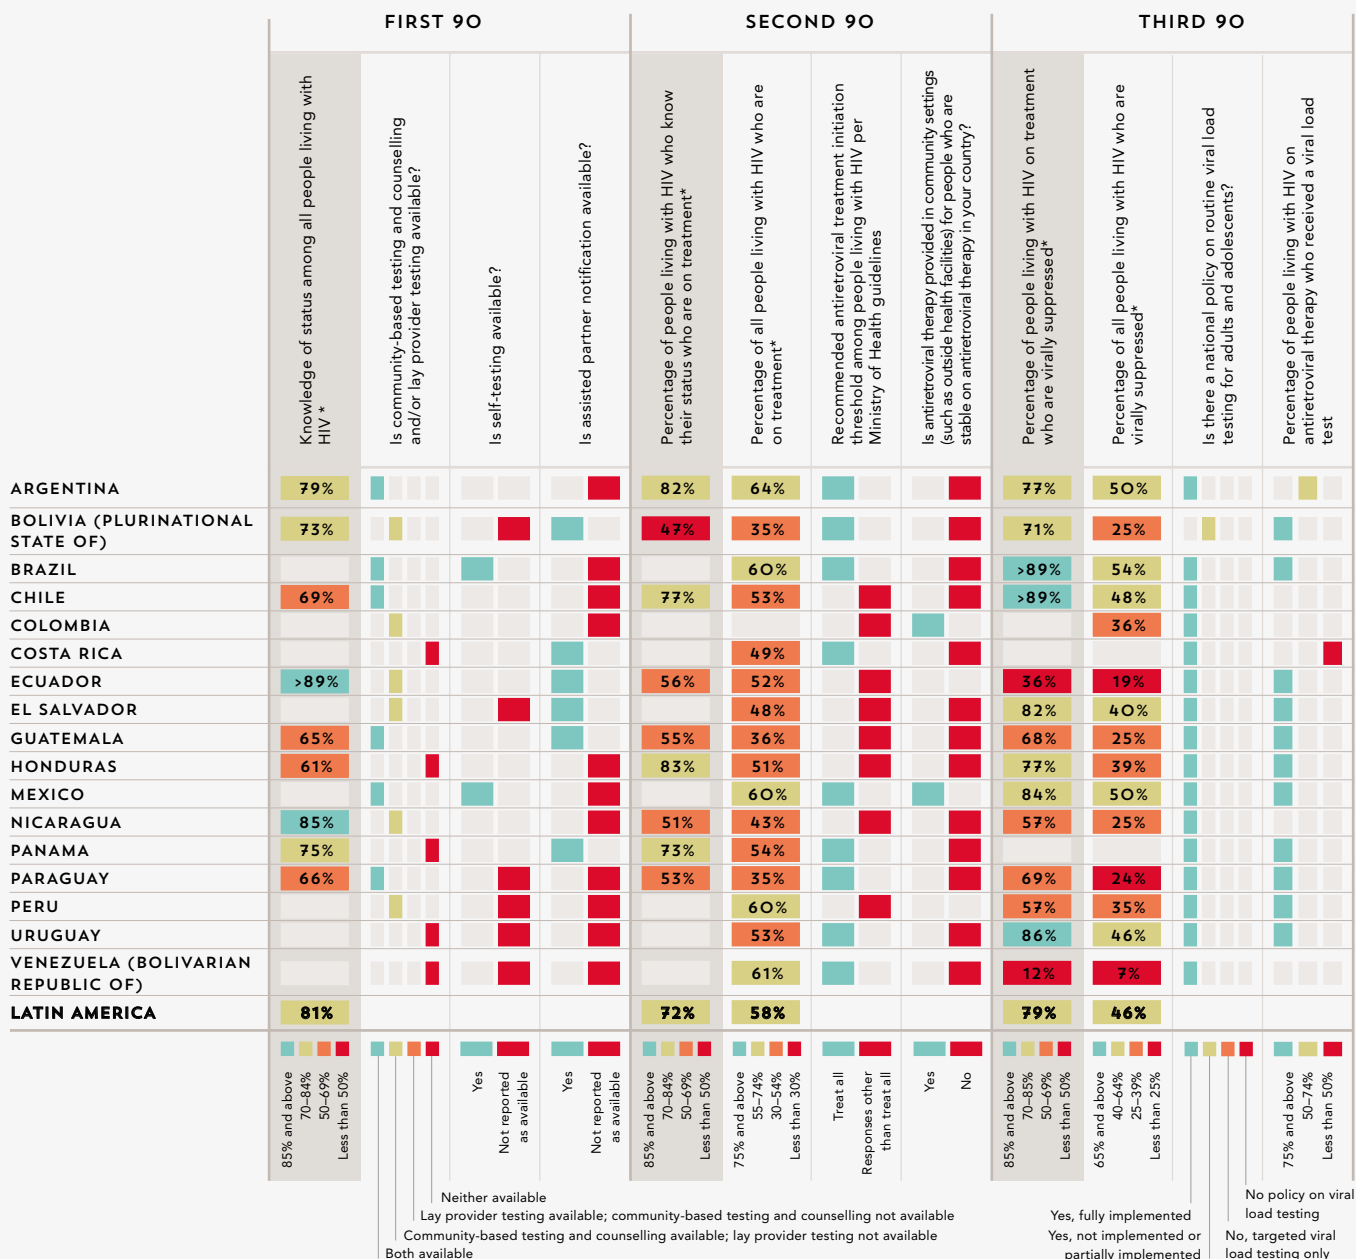 FIRST 90
SECOND 90
THIRD 90
Knowledge of status among all people living with
HIV *
Is community-based testing and counselling
and/or lay provider testing available?
Is self-testing available?
Is assisted partner notification available?
Percentage of people living with HIV who know
their status who are on treatment*
Percentage of all people living with HIV who are
on treatment*
Recommended antiretroviral treatment initiation
threshold among people living with HIV per
Ministry of Health guidelines
Is antiretroviral therapy provided in community settings
(such as outside health facilities) for people who are
stable on antiretroviral therapy in your country?
Percentage of people living with HIV on treatment
who are virally suppressed*
Percentage of all people living with HIV who are
virally suppressed*
Is there a national policy on routine viral load
testing for adults and adolescents?
Percentage of people living with HIV on
antiretroviral therapy who received a viral load
test
ARGENTINA 79% 82% 64% 77% 50%
BOLIVIA (PLURINATIONAL
STATE OF) 73% 47% 35% 71% 25%
BRAZIL 60% >89% 54%
CHILE 69% 77% 53% >89% 48%
COLOMBIA 36%
COSTA RICA 49%
ECUADOR >89% 56% 52% 36% 19%
EL SALVADOR 48% 82% 40%
GUATEMALA 65% 55% 36% 68% 25%
HONDURAS 61% 83% 51% 77% 39%
MEXICO 60% 84% 50%
NICARAGUA 85% 51% 43% 57% 25%
PANAMA 75% 73% 54%
PARAGUAY 66% 53% 35% 69% 24%
PERU 60% 57% 35%
URUGUAY 53% 86% 46%
VENEZUELA (BOLIVARIAN
REPUBLIC OF) 61% 12% 7%
LATIN AMERICA 81% 72% 58% 79% 46%
85% and above
70–84%
50–69%
Less than 50%
Yes
Not reported
as available
Yes
Not reported
as available
85% and above
70–84%
50–69%
Less than 50%
75% and above
55–74%
30–54%
Less than 30%
Treat all
Responses other
than treat all
Yes
No
85% and above
70–85%
50–69%
Less than 50%
65% and above
40–64%
25–39%
Less than 25%
75% and above
50–74%
Less than 50%
Neither available
Lay provider testing available; community-based testing and counselling not available
Community-based testing and counselling available; lay provider testing not available
Both available
Yes, fully implemented
Yes, not implemented or
partially implemented
No policy on viral
load testing
No, targeted viral
load testing only